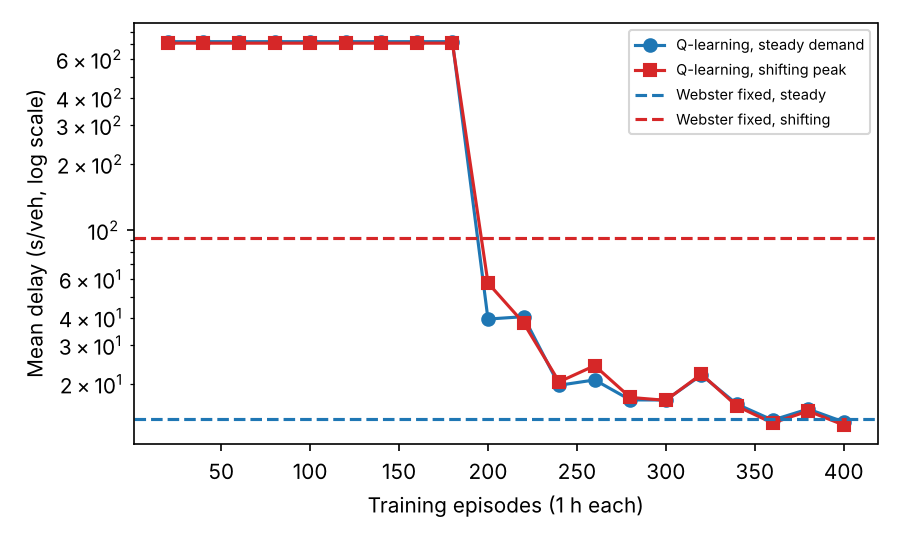 Mean delay (s/veh, log scale)
6 × 10²
4 × 10²
3 × 10²
2 × 10²
10²
6 × 10¹
4 × 10¹
3 × 10¹
2 × 10¹
Q-learning, steady demand
Q-learning, shifting peak
Webster fixed, steady
Webster fixed, shifting
50 100 150 200 250 300 350 400
Training episodes (1 h each)